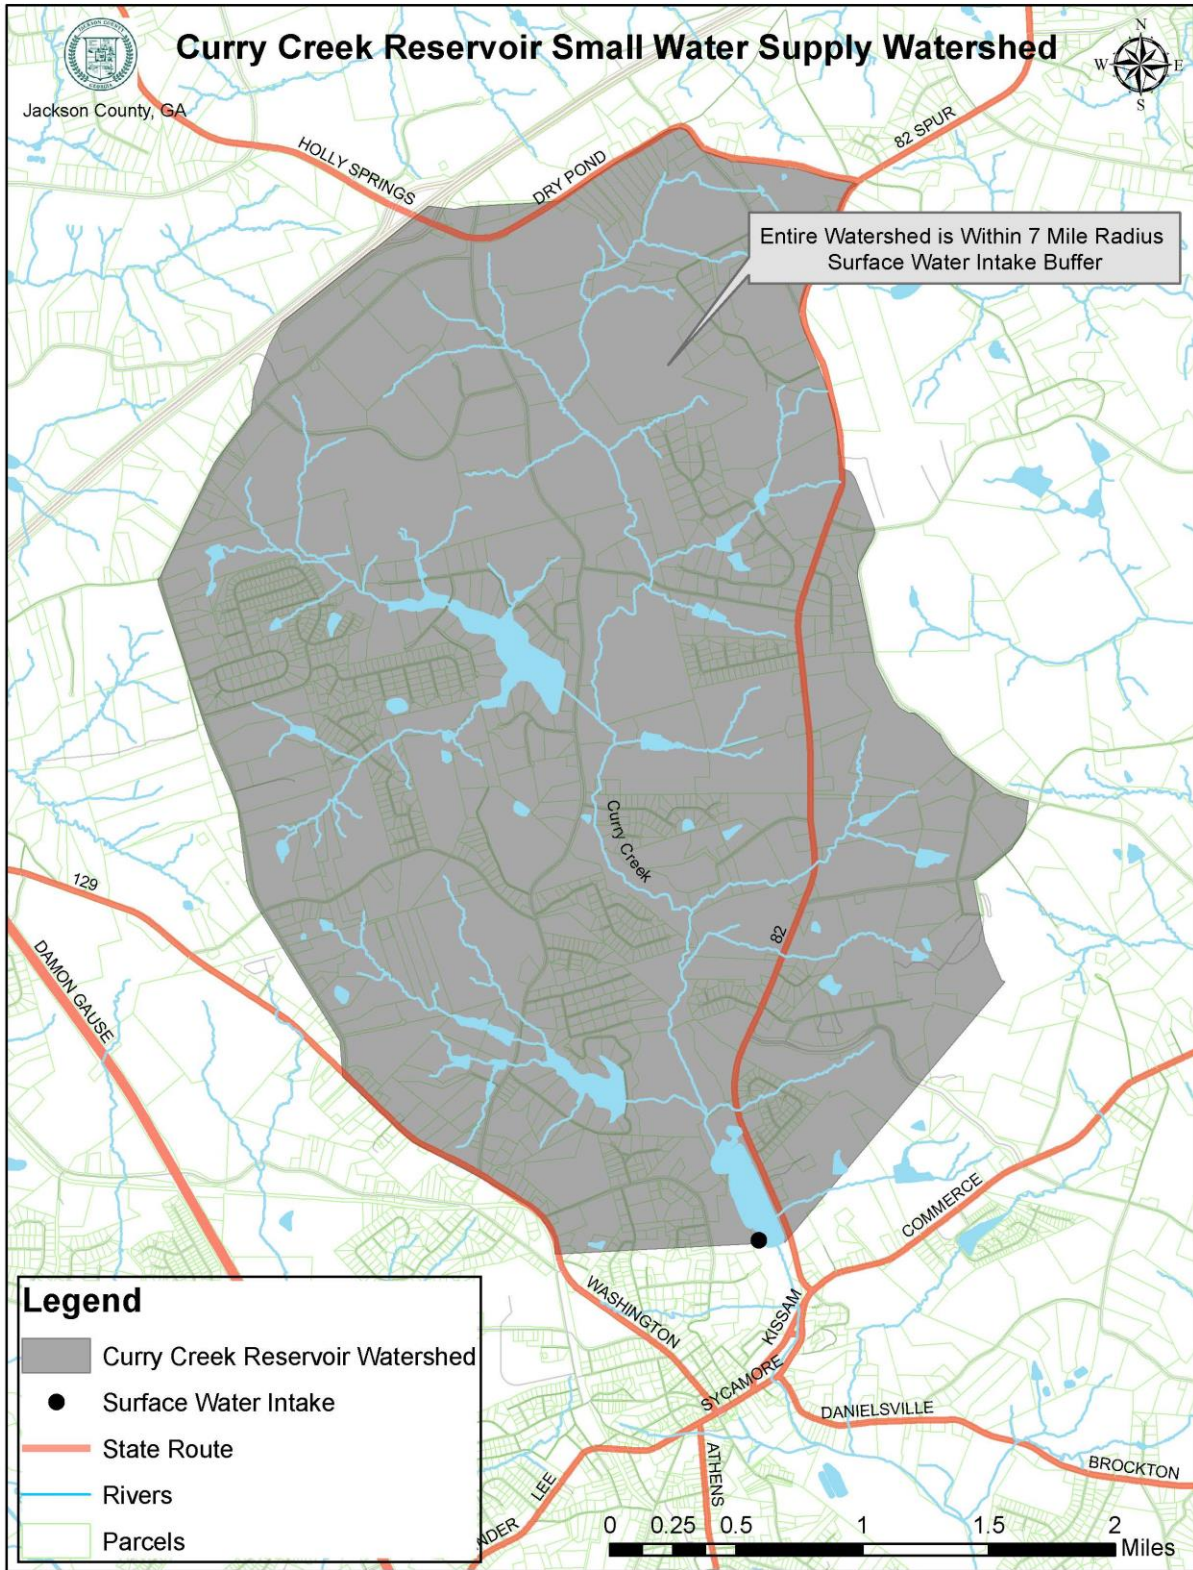 Curry Creek Reservoir Small Water Supply Watershed
JACKSON COUNTY
GEORGIA
Jackson County, GA
N
W
E
S
HOLLY SPRINGS
DRY POND
82 SPUR
Entire Watershed is Within 7 Mile Radius
Surface Water Intake Buffer
Curry Creek
129
82
DAMON GAUSE
COMMERCE
WASHINGTON
KISSAM
SYCAMORE
DANIELSVILLE
BROCKTON
ATHENS
LEE
NDER
Legend
Curry Creek Reservoir Watershed
Surface Water Intake
State Route
Rivers
Parcels
0 0.25 0.5 1 1.5 2
Miles